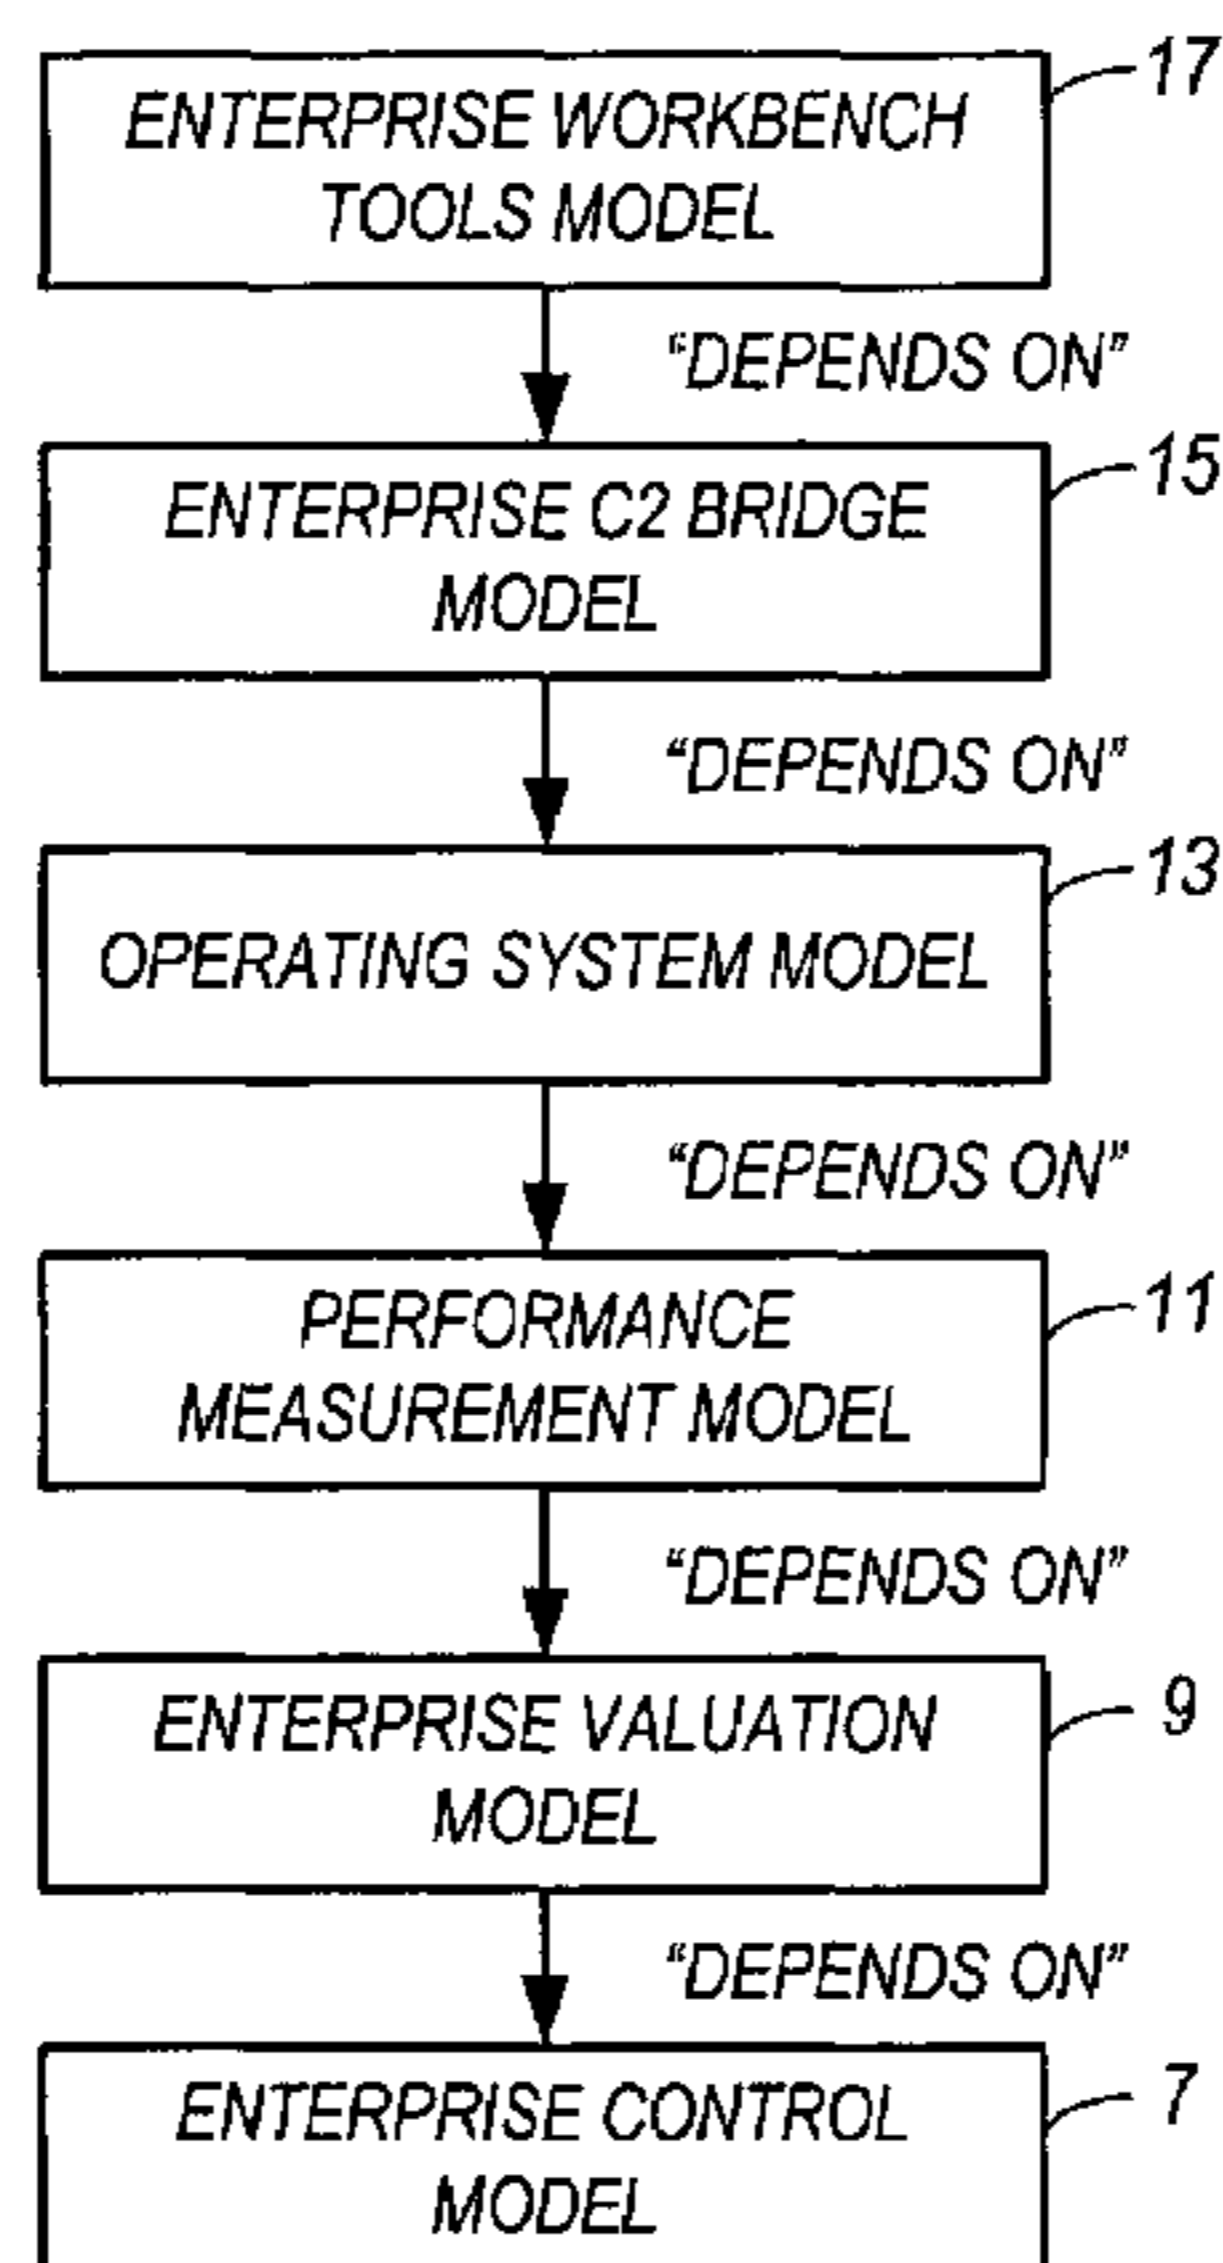 17
ENTERPRISE WORKBENCH
TOOLS MODEL
“DEPENDS ON”
15
ENTERPRISE C2 BRIDGE
MODEL
“DEPENDS ON”
13
OPERATING SYSTEM MODEL
“DEPENDS ON”
11
PERFORMANCE
MEASUREMENT MODEL
“DEPENDS ON”
9
ENTERPRISE VALUATION
MODEL
“DEPENDS ON”
7
ENTERPRISE CONTROL
MODEL